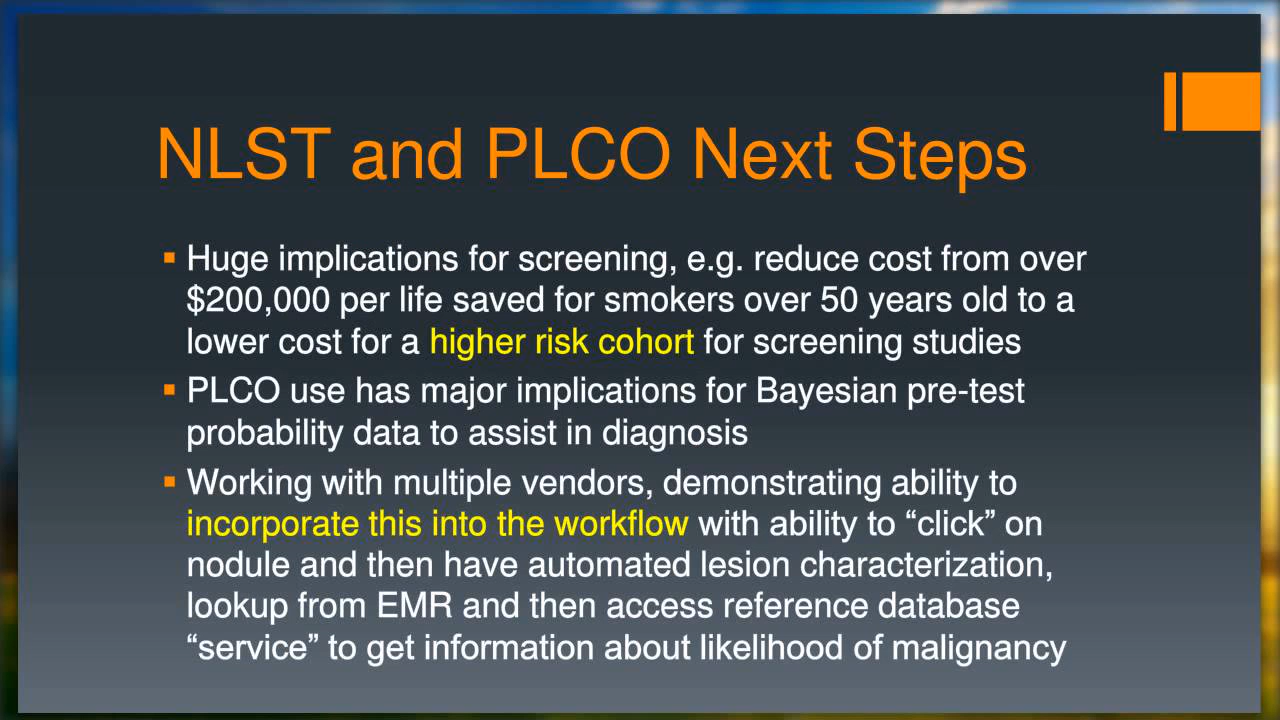 NLST and PLCO Next Steps
Huge implications for screening, e.g. reduce cost from over
$200,000 per life saved for smokers over 50 years old to a
lower cost for a higher risk cohort for screening studies
PLCO use has major implications for Bayesian pre-test
probability data to assist in diagnosis
Working with multiple vendors, demonstrating ability to
incorporate this into the workflow with ability to “click” on
nodule and then have automated lesion characterization,
lookup from EMR and then access reference database
“service” to get information about likelihood of malignancy